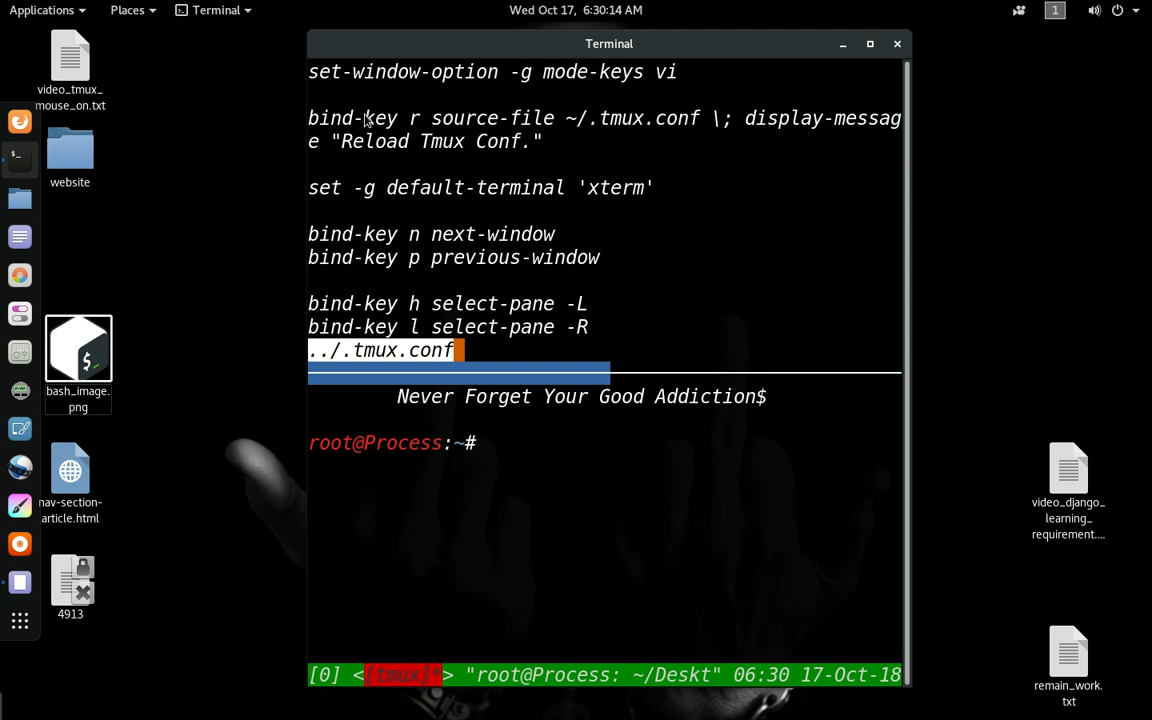 Applications Places Terminal Wed Oct 17, 6:30:14 AM 1
Terminal
video_tmux_
mouse_on.txt
website
bash_image.
png
nav-section-
article.html
4913
set-window-option -g mode-keys vi
bind-key r source-file ~/.tmux.conf \; display-messag
e "Reload Tmux Conf."
set -g default-terminal 'xterm'
bind-key n next-window
bind-key p previous-window
bind-key h select-pane -L
bind-key l select-pane -R
../.tmux.conf
Never Forget Your Good Addiction$
root@Process:~#
[0] <[tmux]*> "root@Process: ~/Deskt" 06:30 17-Oct-18
video_django_
learning_
requirement....
remain_work.
txt